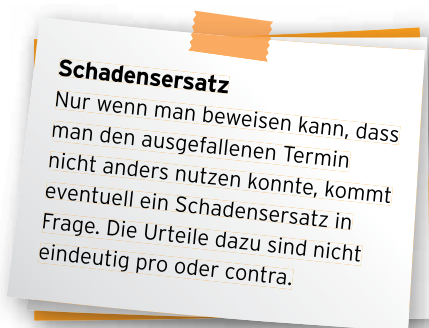 Schadensersatz
Nur wenn man beweisen kann, dass
man den ausgefallenen Termin
nicht anders nutzen konnte, kommt
eventuell ein Schadensersatz in
Frage. Die Urteile dazu sind nicht
eindeutig pro oder contra.